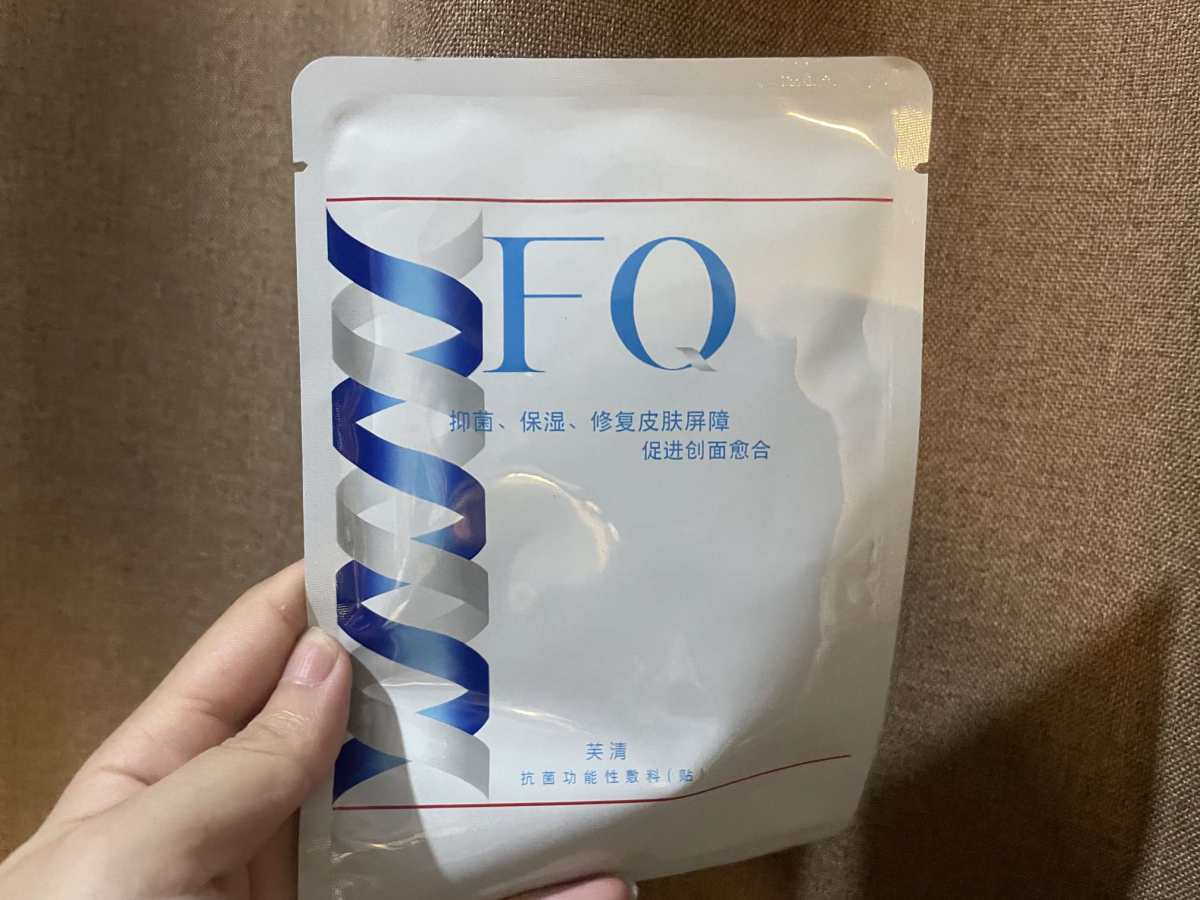 FQ
抑菌、保湿、修复皮肤屏障
促进创面愈合
芙清
抗菌功能性敷料(贴)